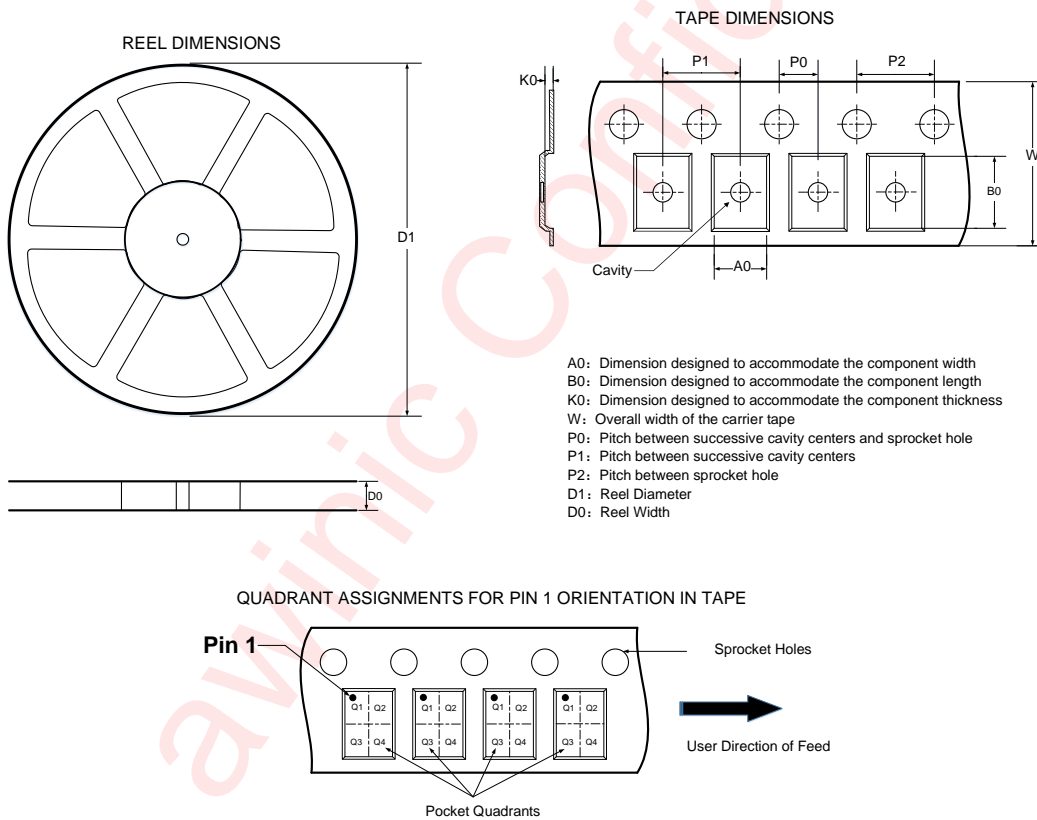 TAPE DIMENSIONS
REEL DIMENSIONS
D1
D0
K0
P1
P0
P2
W
B0
Cavity
A0
A0: Dimension designed to accommodate the component width
B0: Dimension designed to accommodate the component length
K0: Dimension designed to accommodate the component thickness
W: Overall width of the carrier tape
P0: Pitch between successive cavity centers and sprocket hole
P1: Pitch between successive cavity centers
P2: Pitch between sprocket hole
D1: Reel Diameter
D0: Reel Width
QUADRANT ASSIGNMENTS FOR PIN 1 ORIENTATION IN TAPE
Pin 1
Sprocket Holes
Q1 Q2 Q1 Q2 Q1 Q2 Q1 Q2
Q3 Q4 Q3 Q4 Q3 Q4 Q3 Q4
User Direction of Feed
Pocket Quadrants
awinic Confic